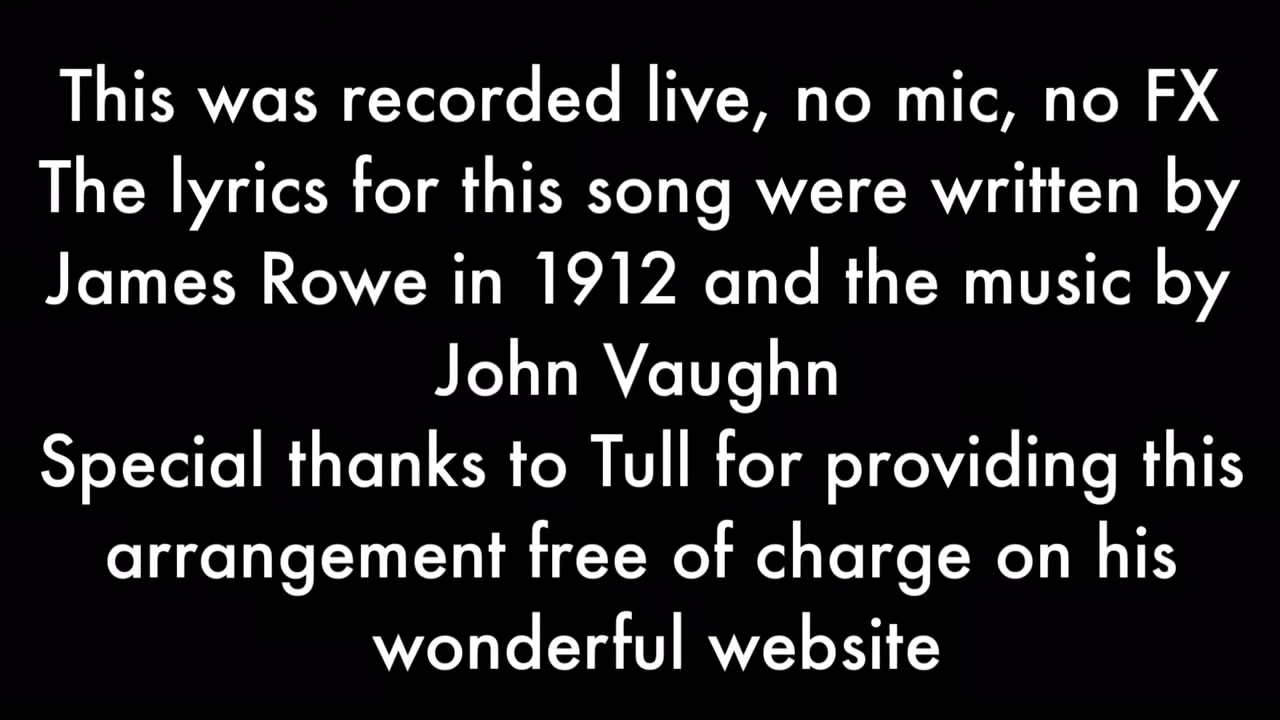 This was recorded live, no mic, no FX
The lyrics for this song were written by
James Rowe in 1912 and the music by
John Vaughn
Special thanks to Tull for providing this
arrangement free of charge on his
wonderful website